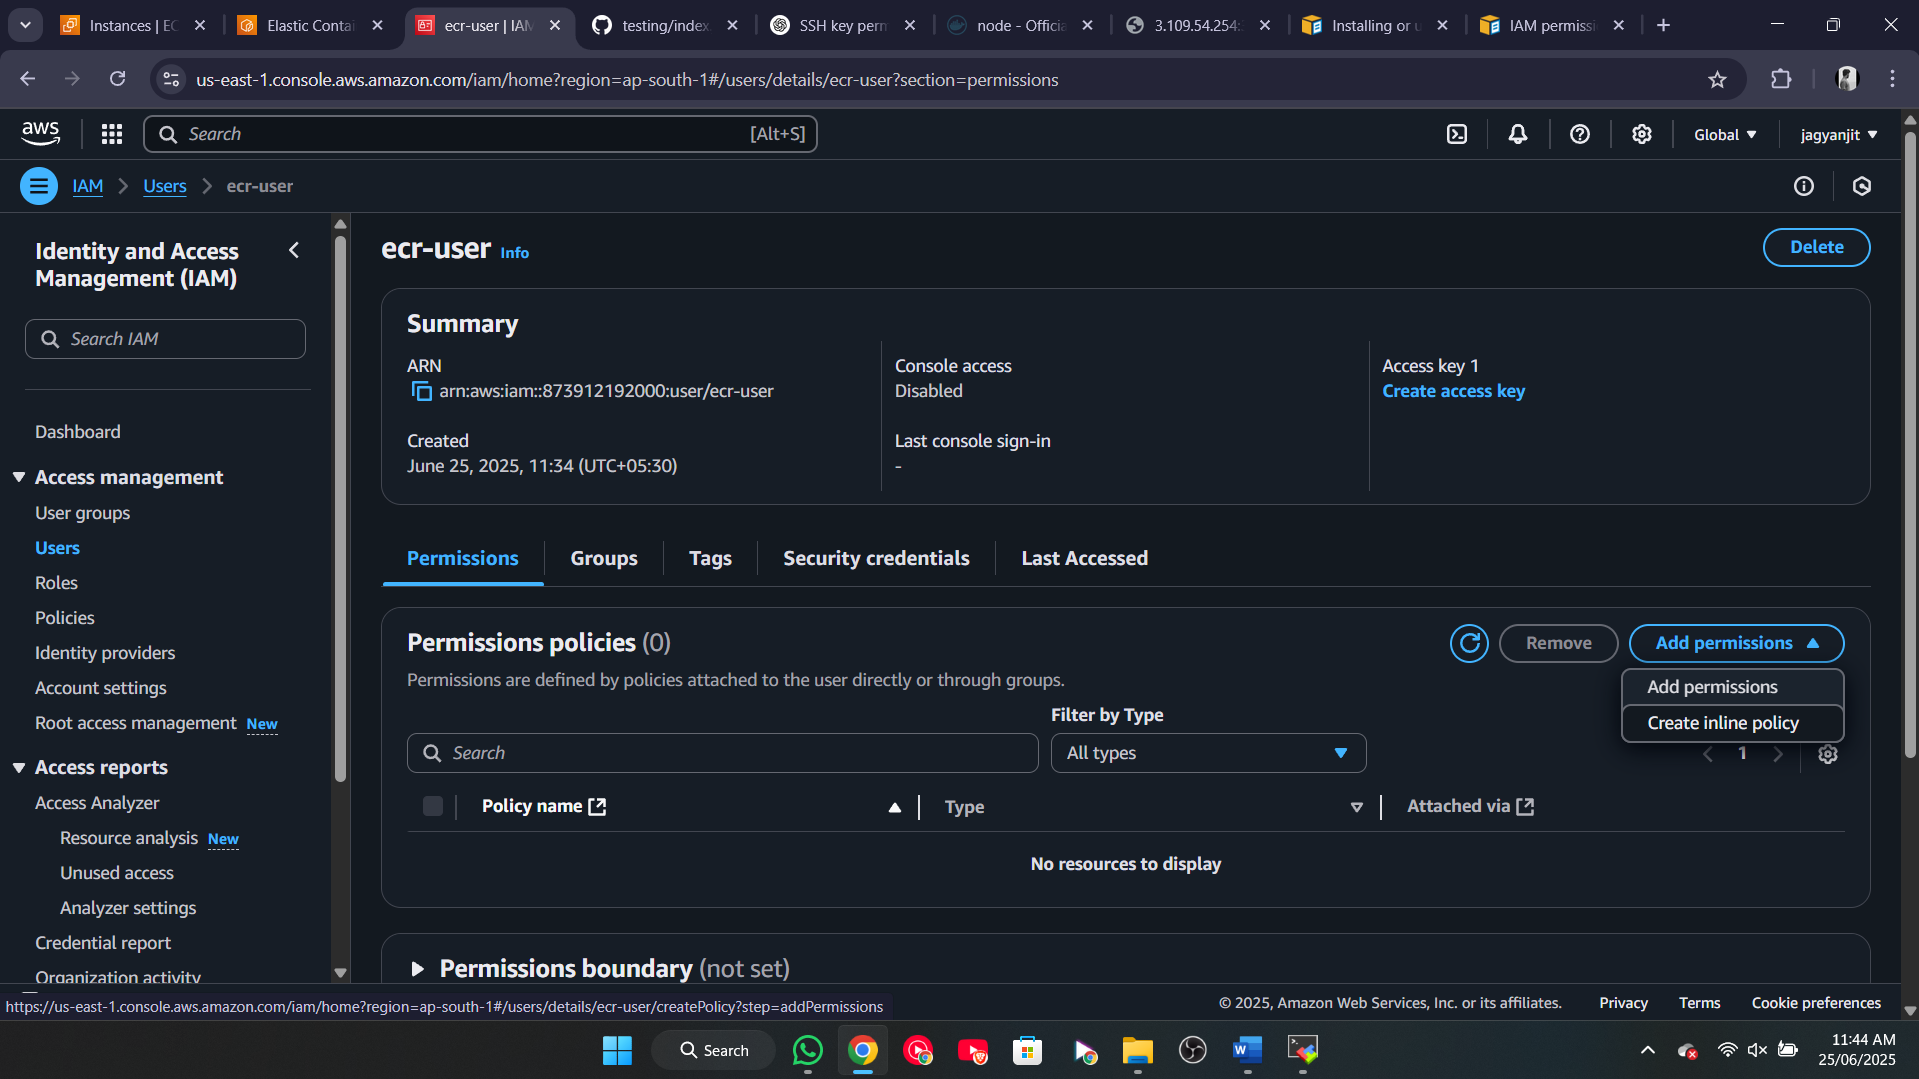 Instances | EC
Elastic Contai
ecr-user | IAM
testing/index.
SSH key perm
node - Officia
3.109.54.254:
Installing or u
IAM permissi
us-east-1.console.aws.amazon.com/iam/home?region=ap-south-1#/users/details/ecr-user?section=permissions
aws
Search
[Alt+S]
Global
jagyanjit
IAM
Users
ecr-user
Identity and Access
Management (IAM)
Search IAM
Dashboard
Access management
User groups
Users
Roles
Policies
Identity providers
Account settings
Root access management New
Access reports
Access Analyzer
Resource analysis New
Unused access
Analyzer settings
Credential report
Organization activity
ecr-user Info
Delete
Summary
ARN
arn:aws:iam::873912192000:user/ecr-user
Created
June 25, 2025, 11:34 (UTC+05:30)
Console access
Disabled
Last console sign-in
-
Access key 1
Create access key
Permissions
Groups
Tags
Security credentials
Last Accessed
Permissions policies (0)
Permissions are defined by policies attached to the user directly or through groups.
Remove
Add permissions
Add permissions
Create inline policy
Filter by Type
Search
All types
1
Policy name
Type
Attached via
No resources to display
Permissions boundary (not set)
https://us-east-1.console.aws.amazon.com/iam/home?region=ap-south-1#/users/details/ecr-user/createPolicy?step=addPermissions
© 2025, Amazon Web Services, Inc. or its affiliates.
Privacy
Terms
Cookie preferences
Search
11:44 AM
25/06/2025